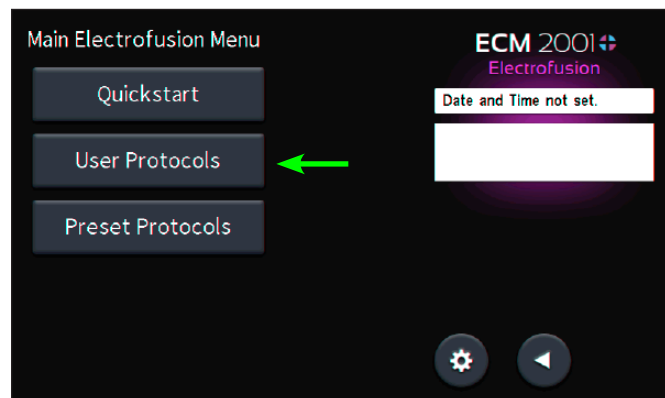 Main Electrofusion Menu
Quickstart
User Protocols
Preset Protocols
ECM 2001
Electrofusion
Date and Time not set.